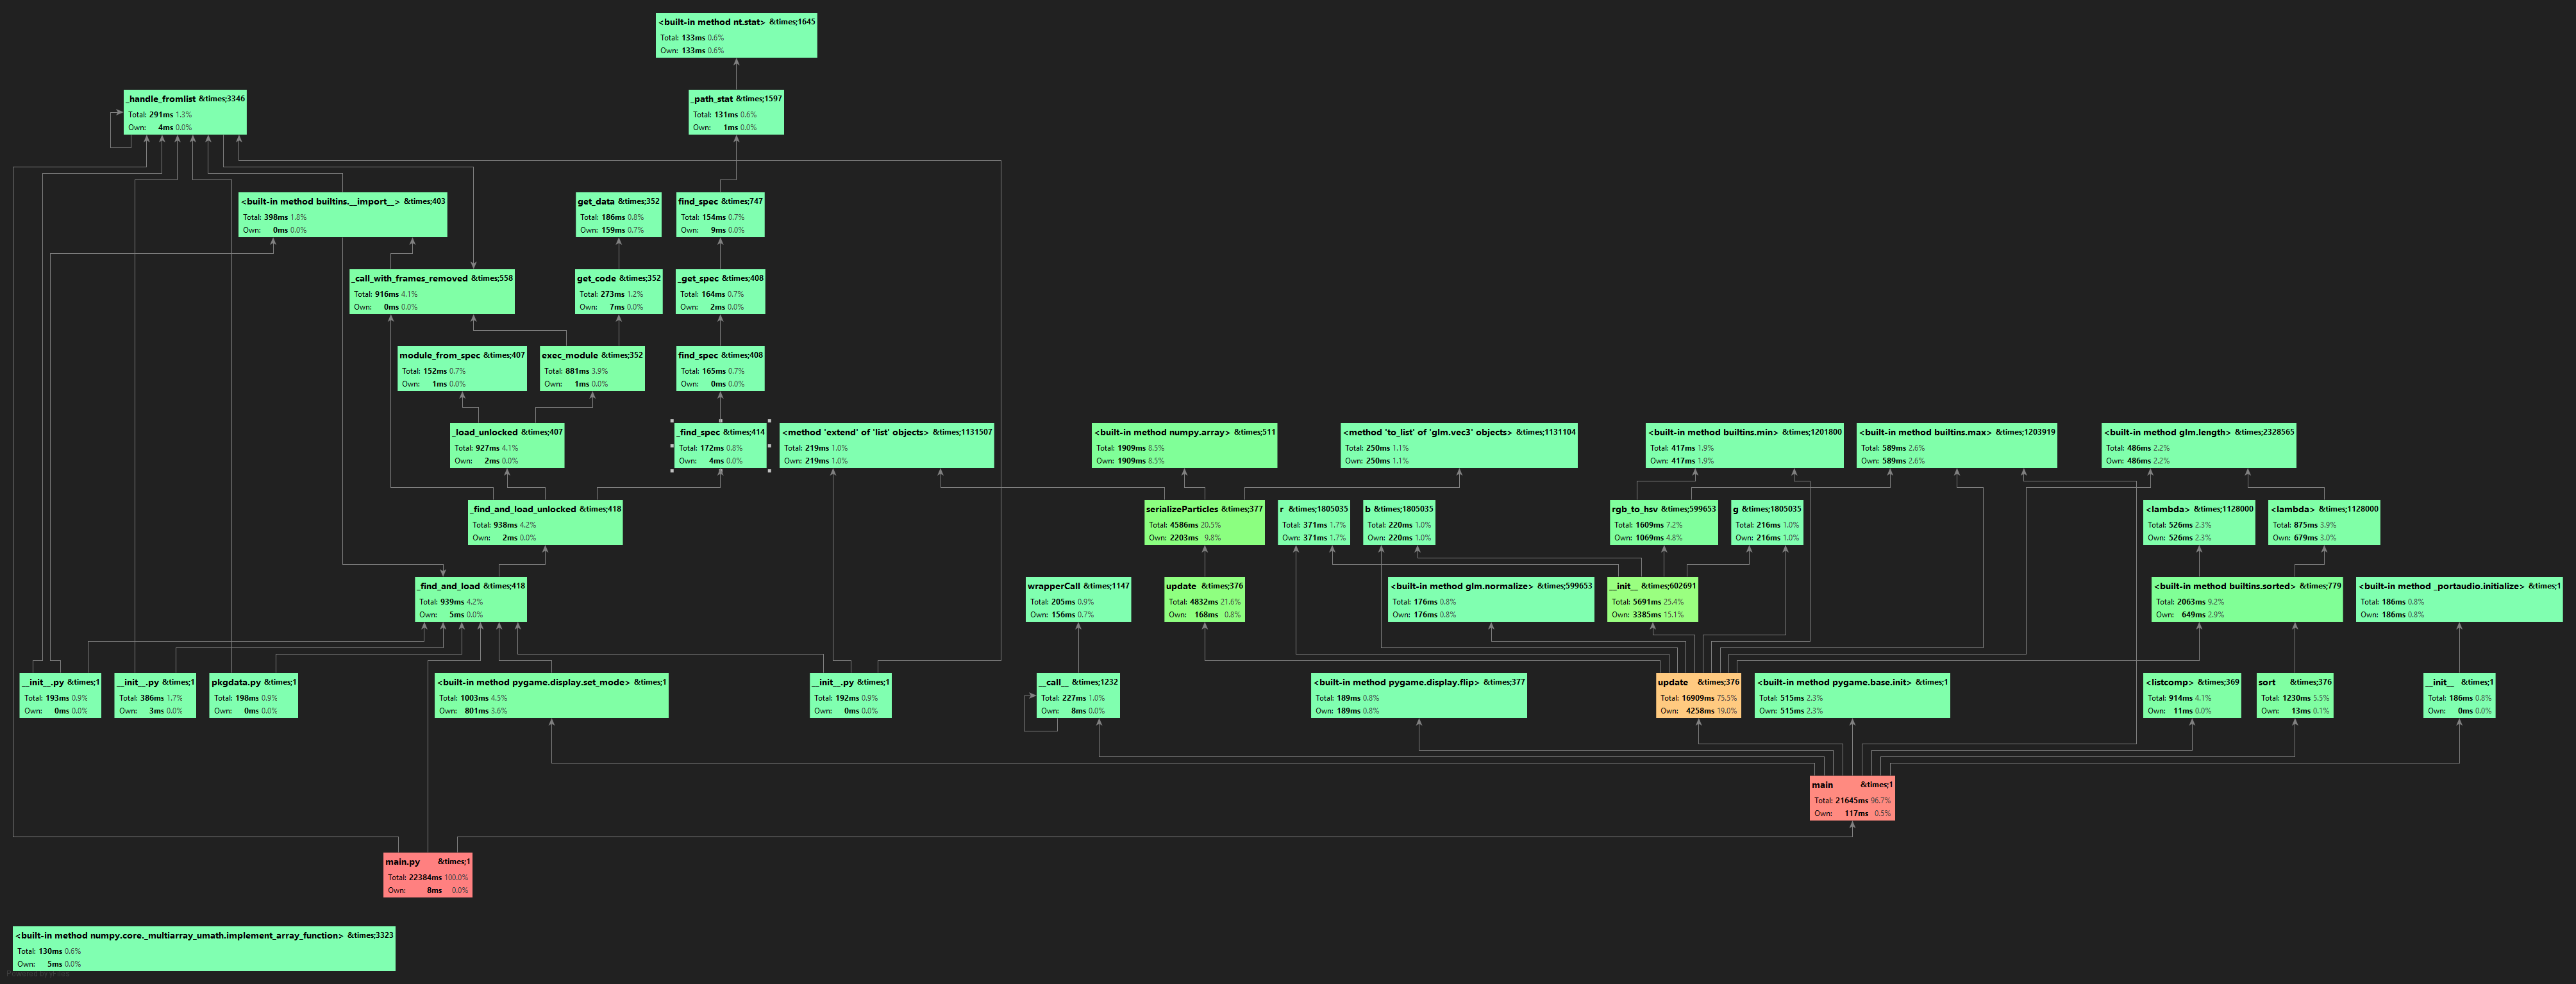 <built-in method nt.stat> &times;1645
Total: 133ms 0.6%
Own: 133ms 0.6%
_handle_fromlist &times;3346
Total: 291ms 1.3%
Own: 4ms 0.0%
_path_stat &times;1597
Total: 131ms 0.6%
Own: 1ms 0.0%
<built-in method builtins.__import__> &times;403
Total: 398ms 1.8%
Own: 0ms 0.0%
get_data &times;352
Total: 186ms 0.8%
Own: 159ms 0.7%
find_spec &times;747
Total: 154ms 0.7%
Own: 9ms 0.0%
_call_with_frames_removed &times;558
Total: 916ms 4.1%
Own: 0ms 0.0%
get_code &times;352
Total: 273ms 1.2%
Own: 7ms 0.0%
_get_spec &times;408
Total: 164ms 0.7%
Own: 2ms 0.0%
module_from_spec &times;407
Total: 152ms 0.7%
Own: 1ms 0.0%
exec_module &times;352
Total: 881ms 3.9%
Own: 1ms 0.0%
find_spec &times;408
Total: 165ms 0.7%
Own: 0ms 0.0%
_load_unlocked &times;407
Total: 927ms 4.1%
Own: 2ms 0.0%
_find_spec &times;414
Total: 172ms 0.8%
Own: 4ms 0.0%
<method 'extend' of 'list' objects> &times;1131507
Total: 219ms 1.0%
Own: 219ms 1.0%
<built-in method numpy.array> &times;511
Total: 1909ms 8.5%
Own: 1909ms 8.5%
<method 'to_list' of 'glm.vec3' objects> &times;1131104
Total: 250ms 1.1%
Own: 250ms 1.1%
<built-in method builtins.min> &times;1201800
Total: 417ms 1.9%
Own: 417ms 1.9%
<built-in method builtins.max> &times;1203919
Total: 589ms 2.6%
Own: 589ms 2.6%
<built-in method glm.length> &times;2328565
Total: 486ms 2.2%
Own: 486ms 2.2%
_find_and_load_unlocked &times;418
Total: 938ms 4.2%
Own: 2ms 0.0%
serializeParticles &times;377
Total: 4586ms 20.5%
Own: 2203ms 9.8%
r &times;1805035
Total: 371ms 1.7%
Own: 371ms 1.7%
b &times;1805035
Total: 220ms 1.0%
Own: 220ms 1.0%
rgb_to_hsv &times;599653
Total: 1609ms 7.2%
Own: 1069ms 4.8%
g &times;1805035
Total: 216ms 1.0%
Own: 216ms 1.0%
<lambda> &times;1128000
Total: 526ms 2.3%
Own: 526ms 2.3%
<lambda> &times;1128000
Total: 875ms 3.9%
Own: 679ms 3.0%
_find_and_load &times;418
Total: 939ms 4.2%
Own: 5ms 0.0%
wrapperCall &times;1147
Total: 205ms 0.9%
Own: 156ms 0.7%
update &times;376
Total: 4832ms 21.6%
Own: 168ms 0.8%
<built-in method glm.normalize> &times;599653
Total: 176ms 0.8%
Own: 176ms 0.8%
__init__ &times;602691
Total: 5691ms 25.4%
Own: 3385ms 15.1%
<built-in method builtins.sorted> &times;779
Total: 2063ms 9.2%
Own: 649ms 2.9%
<built-in method _portaudio.initialize> &times;1
Total: 186ms 0.8%
Own: 186ms 0.8%
__init__.py &times;1
Total: 193ms 0.9%
Own: 0ms 0.0%
__init__.py &times;1
Total: 386ms 1.7%
Own: 3ms 0.0%
pkgdata.py &times;1
Total: 198ms 0.9%
Own: 0ms 0.0%
<built-in method pygame.display.set_mode> &times;1
Total: 1003ms 4.5%
Own: 801ms 3.6%
__init__.py &times;1
Total: 192ms 0.9%
Own: 0ms 0.0%
__call__ &times;1232
Total: 227ms 1.0%
Own: 8ms 0.0%
<built-in method pygame.display.flip> &times;377
Total: 189ms 0.8%
Own: 189ms 0.8%
update &times;376
Total: 16909ms 75.5%
Own: 4258ms 19.0%
<built-in method pygame.base.init> &times;1
Total: 515ms 2.3%
Own: 515ms 2.3%
<listcomp> &times;369
Total: 914ms 4.1%
Own: 11ms 0.0%
sort &times;376
Total: 1230ms 5.5%
Own: 13ms 0.1%
__init__ &times;1
Total: 186ms 0.8%
Own: 0ms 0.0%
main &times;1
Total: 21645ms 96.7%
Own: 117ms 0.5%
main.py &times;1
Total: 22384ms 100.0%
Own: 8ms 0.0%
<built-in method numpy.core._multiarray_umath.implement_array_function> &times;3323
Total: 130ms 0.6%
Own: 5ms 0.0%
Powered by yFiles